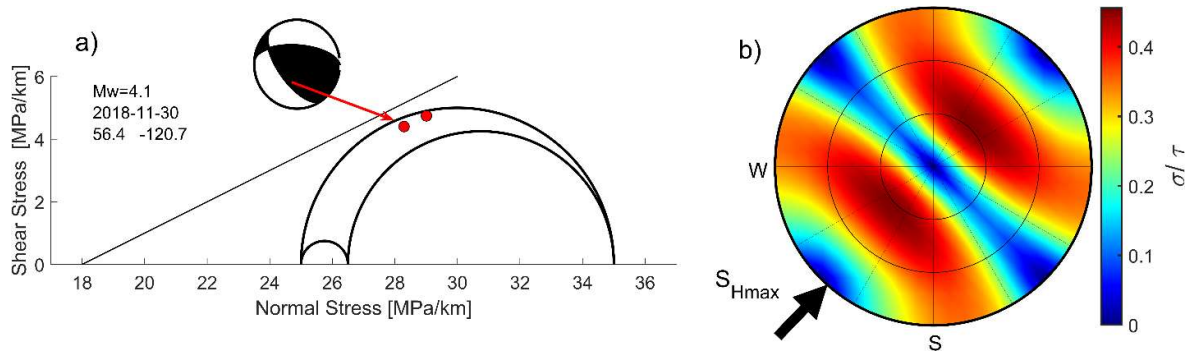 a)
Mw=4.1
2018-11-30
56.4 -120.7
Shear Stress [MPa/km]
6
4
2
0
18 20 22 24 26 28 30 32 34 36
Normal Stress [MPa/km]
b)
W
S
SHmax
0.4
0.3
0.2
0.1
0
σ/ τ